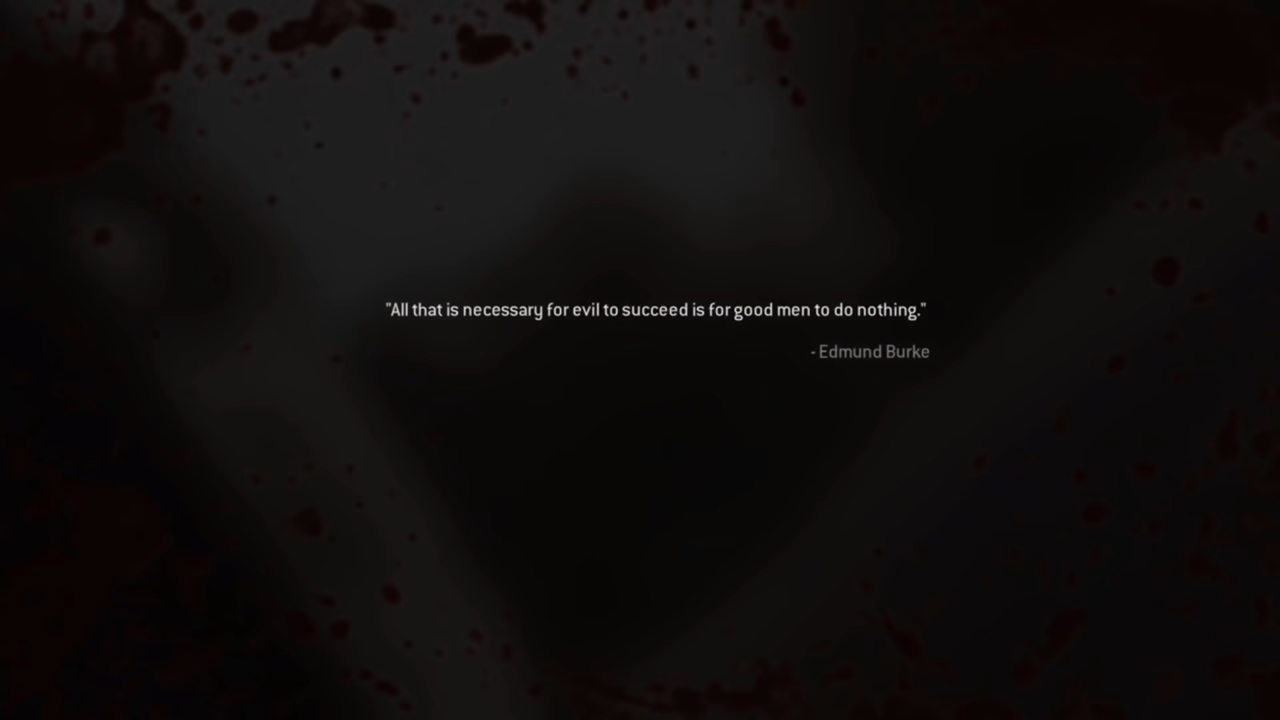 "All that is necessary for evil to succeed is for good men to do nothing."
- Edmund Burke